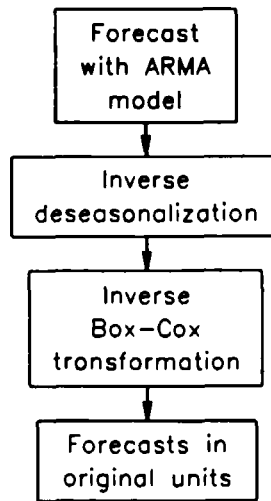 Forecast
with ARMA
model
Inverse
deseasonalization
Inverse
Box-Cox
transformation
Forecasts in
original units